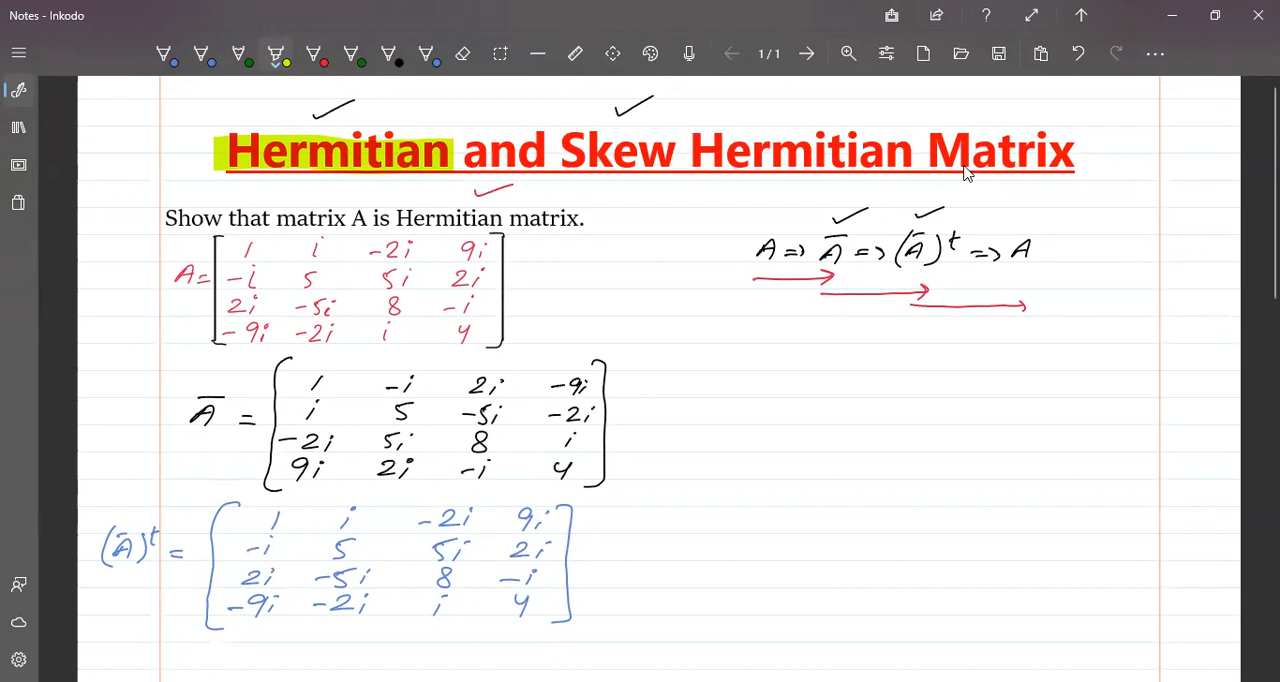 Notes - Inkodo
1/1
Hermitian and Skew Hermitian Matrix
Show that matrix A is Hermitian matrix.
A ⇒ Ā ⇒ (Ā)ᵗ ⇒ A
A = [ 1 i -2i 9i
-i 5 5i 2i
2i -5i 8 -i
-9i -2i i 4 ]
Ā = [ 1 -i 2i -9i
i 5 -5i -2i
-2i 5i 8 i
9i 2i -i 4 ]
(Ā)ᵗ = [ 1 i -2i 9i
-i 5 5i 2i
2i -5i 8 -i
-9i -2i i 4 ]